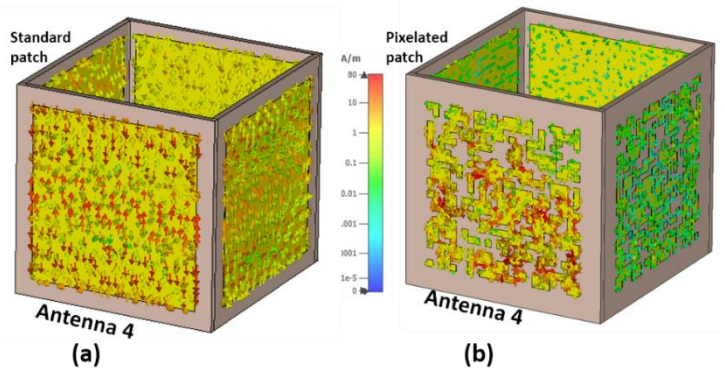 Standard
patch
Pixelated
patch
A/m
80
10
1
0.1
0.01
.001
0001
1e-5
0
Antenna 4
Antenna 4
(a)
(b)